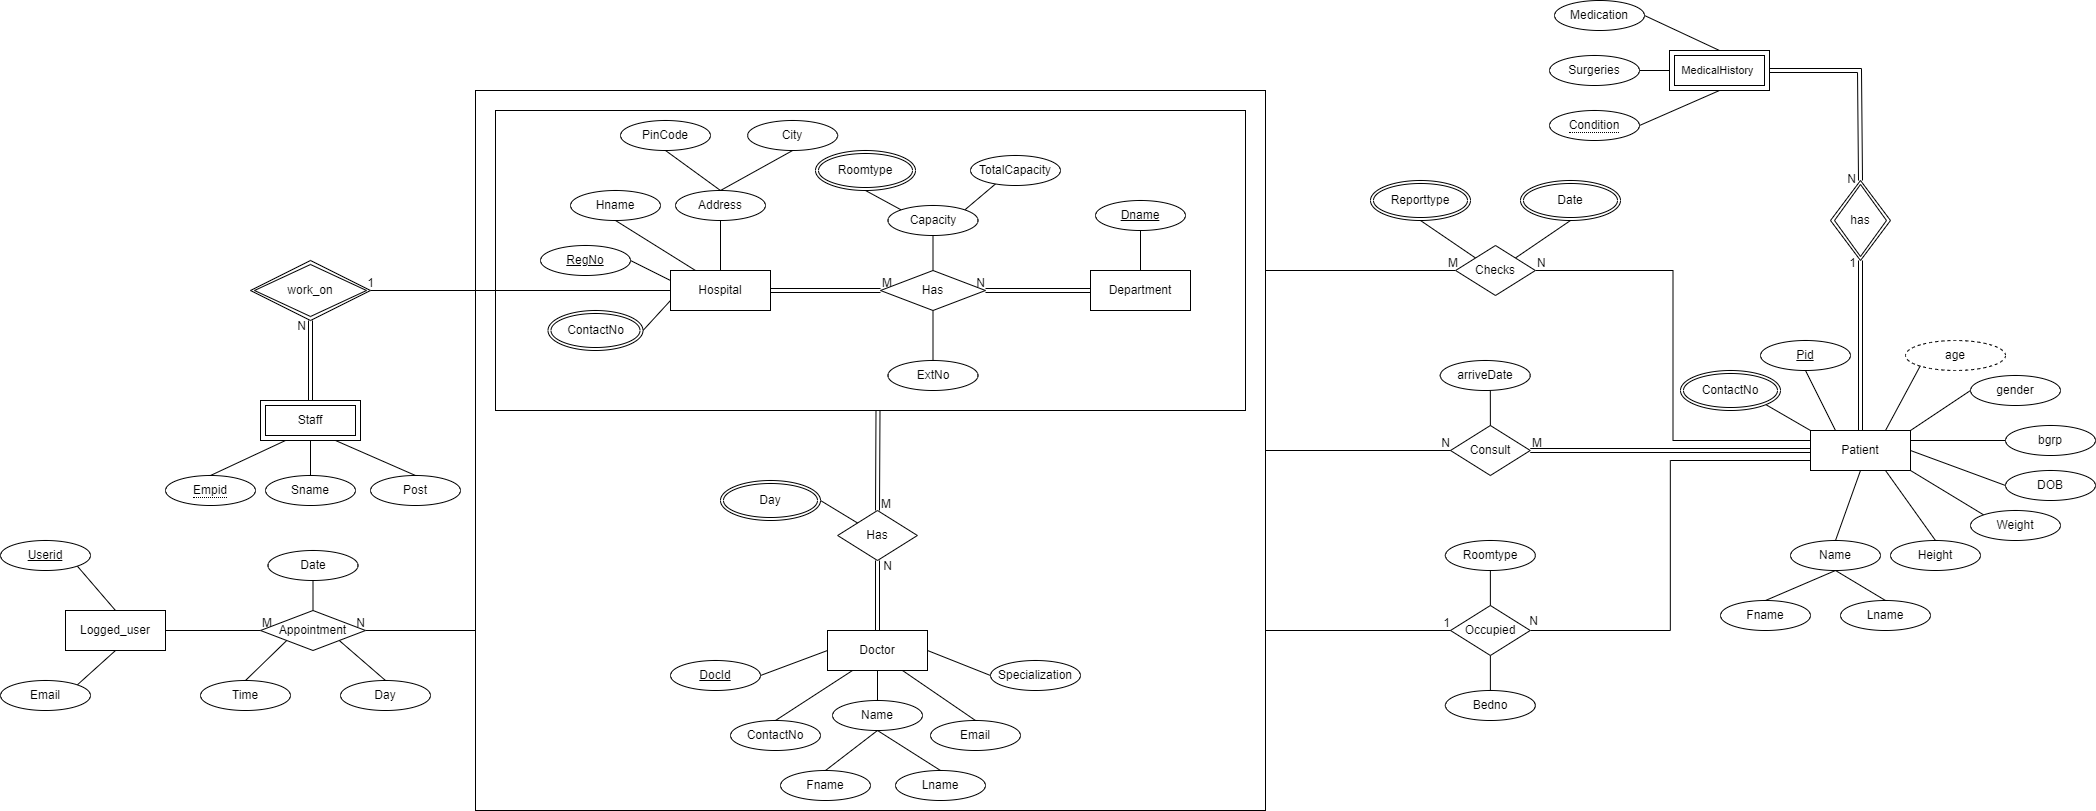 Medication
Surgeries
MedicalHistory
Condition
PinCode
City
Roomtype
TotalCapacity
Hname
Address
Capacity
Dname
RegNo
Hospital
M
Has
N
Department
ContactNo
ExtNo
work_on
1
N
Staff
Empid
Sname
Post
Reporttype
Date
M
Checks
N
N
has
1
arriveDate
N
Consult
M
Pid
age
ContactNo
gender
Patient
bgrp
DOB
Weight
Name
Height
Fname
Lname
Day
M
Has
N
Userid
Date
Logged_user
M
Appointment
N
Email
Time
Day
Doctor
DocId
Specialization
ContactNo
Name
Email
Fname
Lname
Roomtype
1
Occupied
N
Bedno